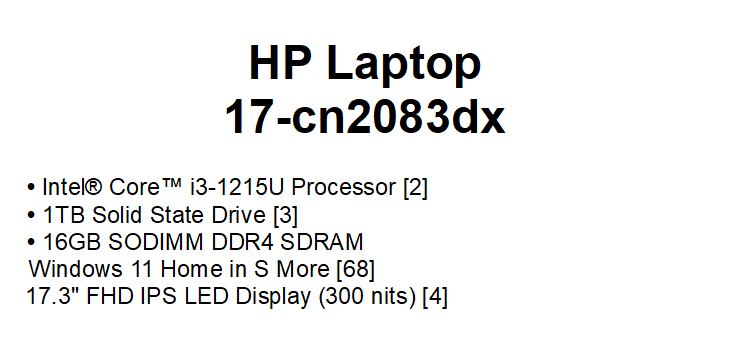 HP Laptop
17-cn2083dx
• Intel® Core™ i3-1215U Processor [2]
• 1TB Solid State Drive [3]
• 16GB SODIMM DDR4 SDRAM
Windows 11 Home in S More [68]
17.3" FHD IPS LED Display (300 nits) [4]